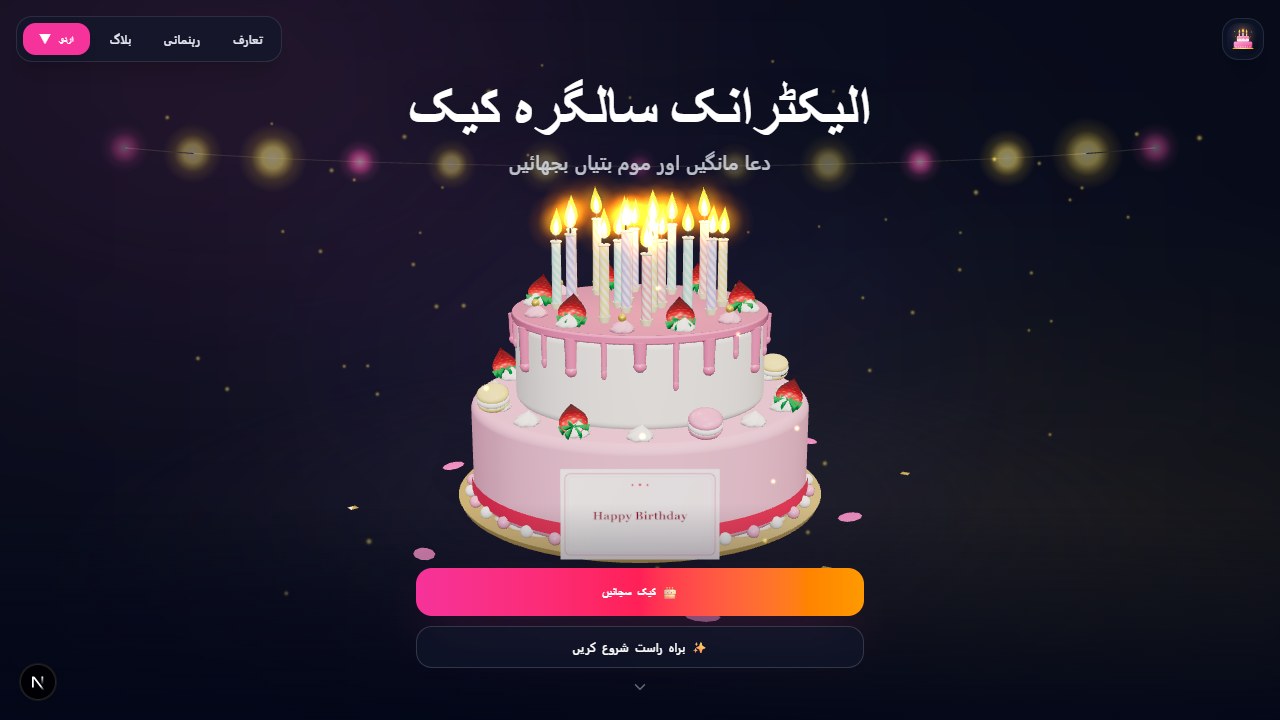 تعارف
رہنمائی
بلاگ
اردو ▼
الیکٹرانک سالگرہ کیک
دعا مانگیں اور موم بتیاں بجھائیں
Happy Birthday
🎂 کیک سجائیں
✨ براہ راست شروع کریں
N